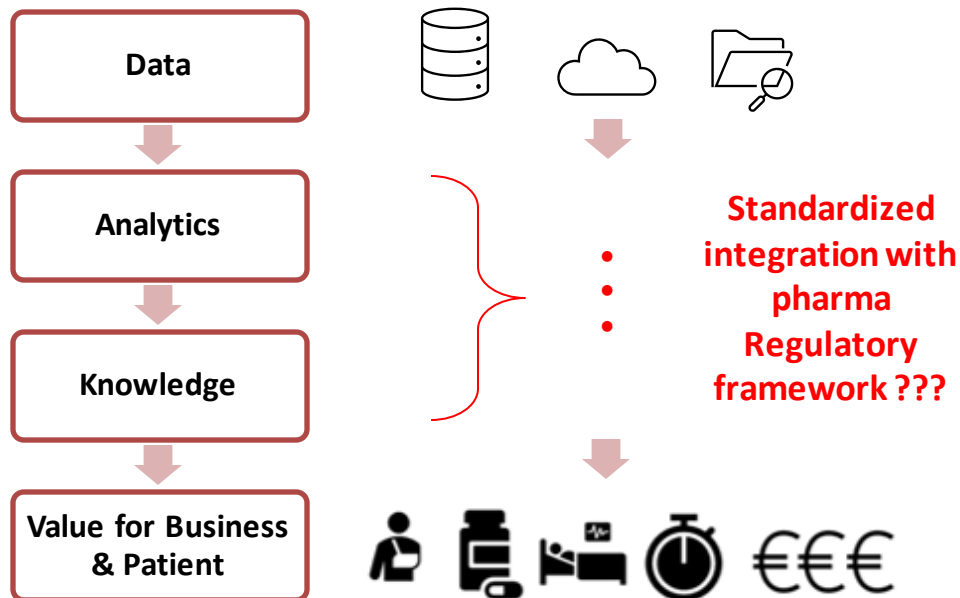 Data
Analytics
Knowledge
Value for Business
& Patient
Standardized
integration with
pharma
Regulatory
framework ???
€€€